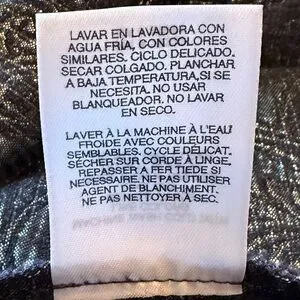 LAVAR EN LAVADORA CON
AGUA FRÍA, CON COLORES
SIMILARES. CICLO DELICADO.
SECAR COLGADO. PLANCHAR
A BAJA TEMPERATURA, SI SE
NECESITA. NO USAR
BLANQUEADOR. NO LAVAR
EN SECO.
LAVER À LA MACHINE À L'EAU
FROIDE AVEC COULEURS
SEMBLABLES. CYCLE DÉLICAT.
SÉCHER SUR CORDE À LINGE.
REPASSER A FER TIEDE SI
NECESSAIRE. NE PAS UTILISER
AGENT DE BLANCHIMENT.
NE PAS NETTOYER A SEC.